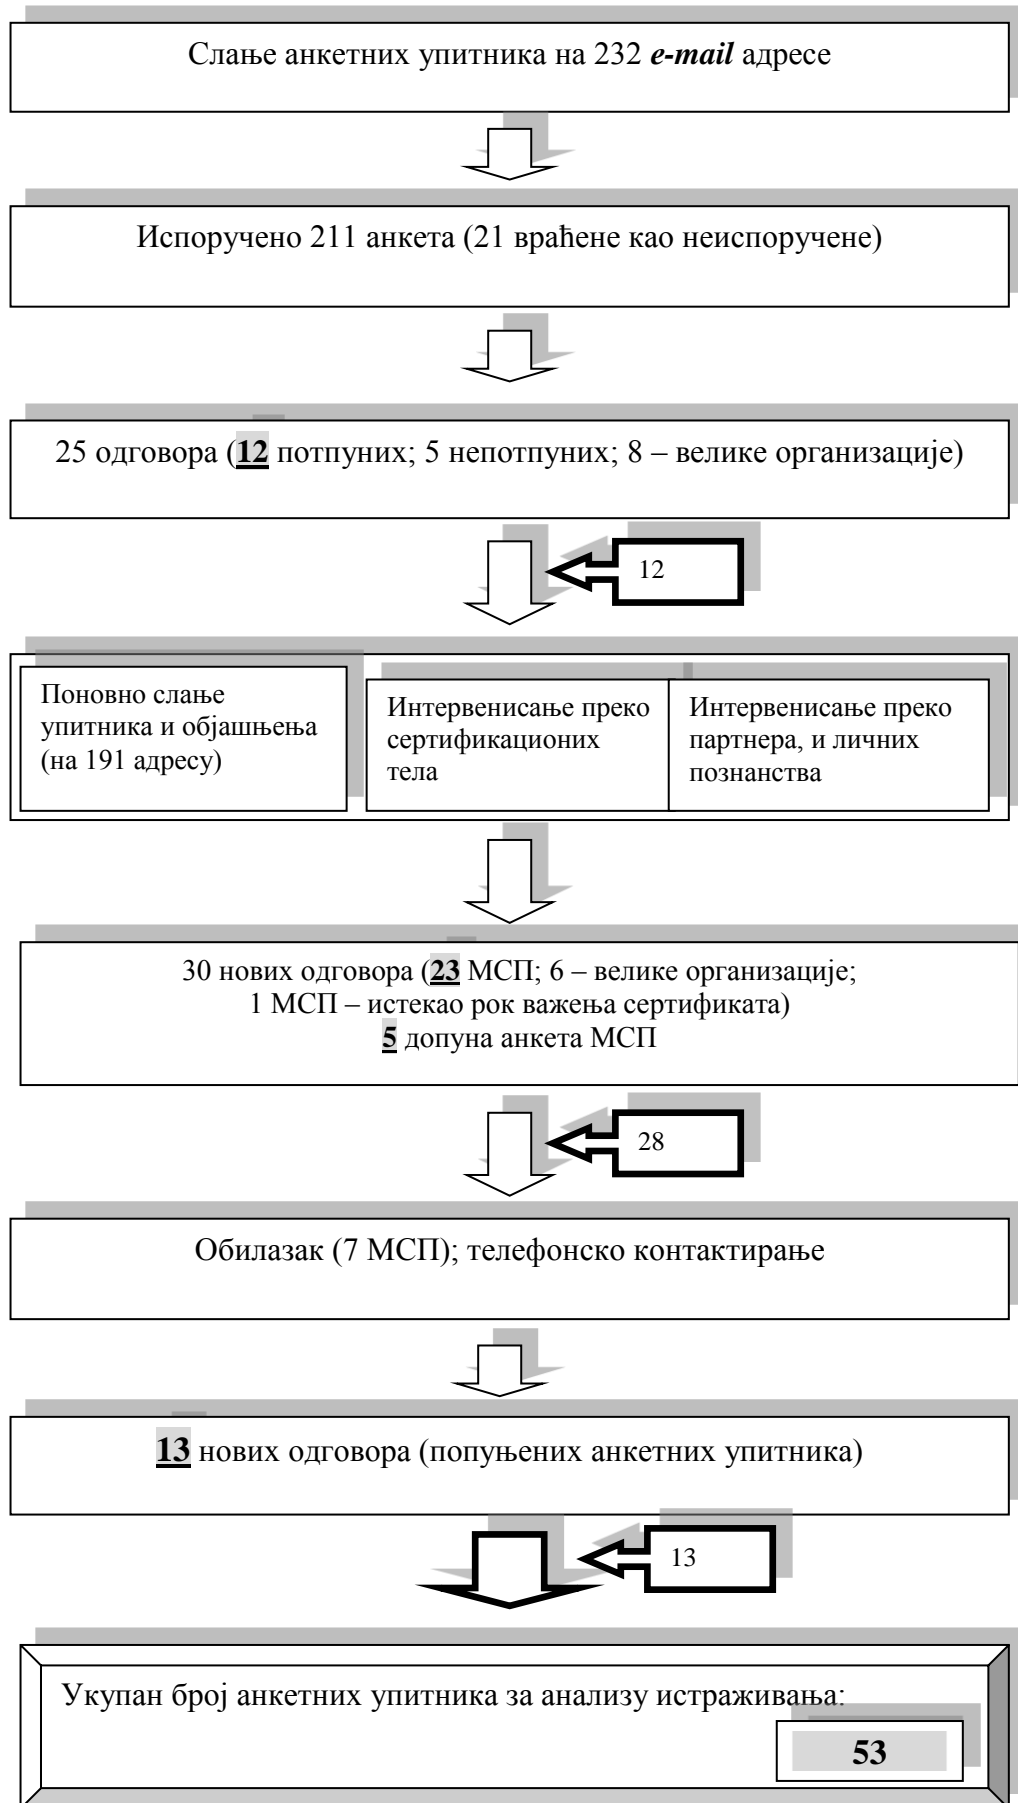 Слање анкетних упитника на 232 e-mail адресе
Испоручено 211 анкета (21 враћене као неиспоручене)
25 одговора (12 потпуних; 5 непотпуних; 8 – велике организације)
12
Поновно слање
упитника и објашњења
(на 191 адресу)
Интервенисање преко
сертификационих
тела
Интервенисање преко
партнера, и личних
познанства
30 нових одговора (23 МСП; 6 – велике организације;
1 МСП – истекао рок важења сертификата)
5 допуна анкета МСП
28
Обилазак (7 МСП); телефонско контактирање
13 нових одговора (попуњених анкетних упитника)
13
Укупан број анкетних упитника за анализу истраживања:
53